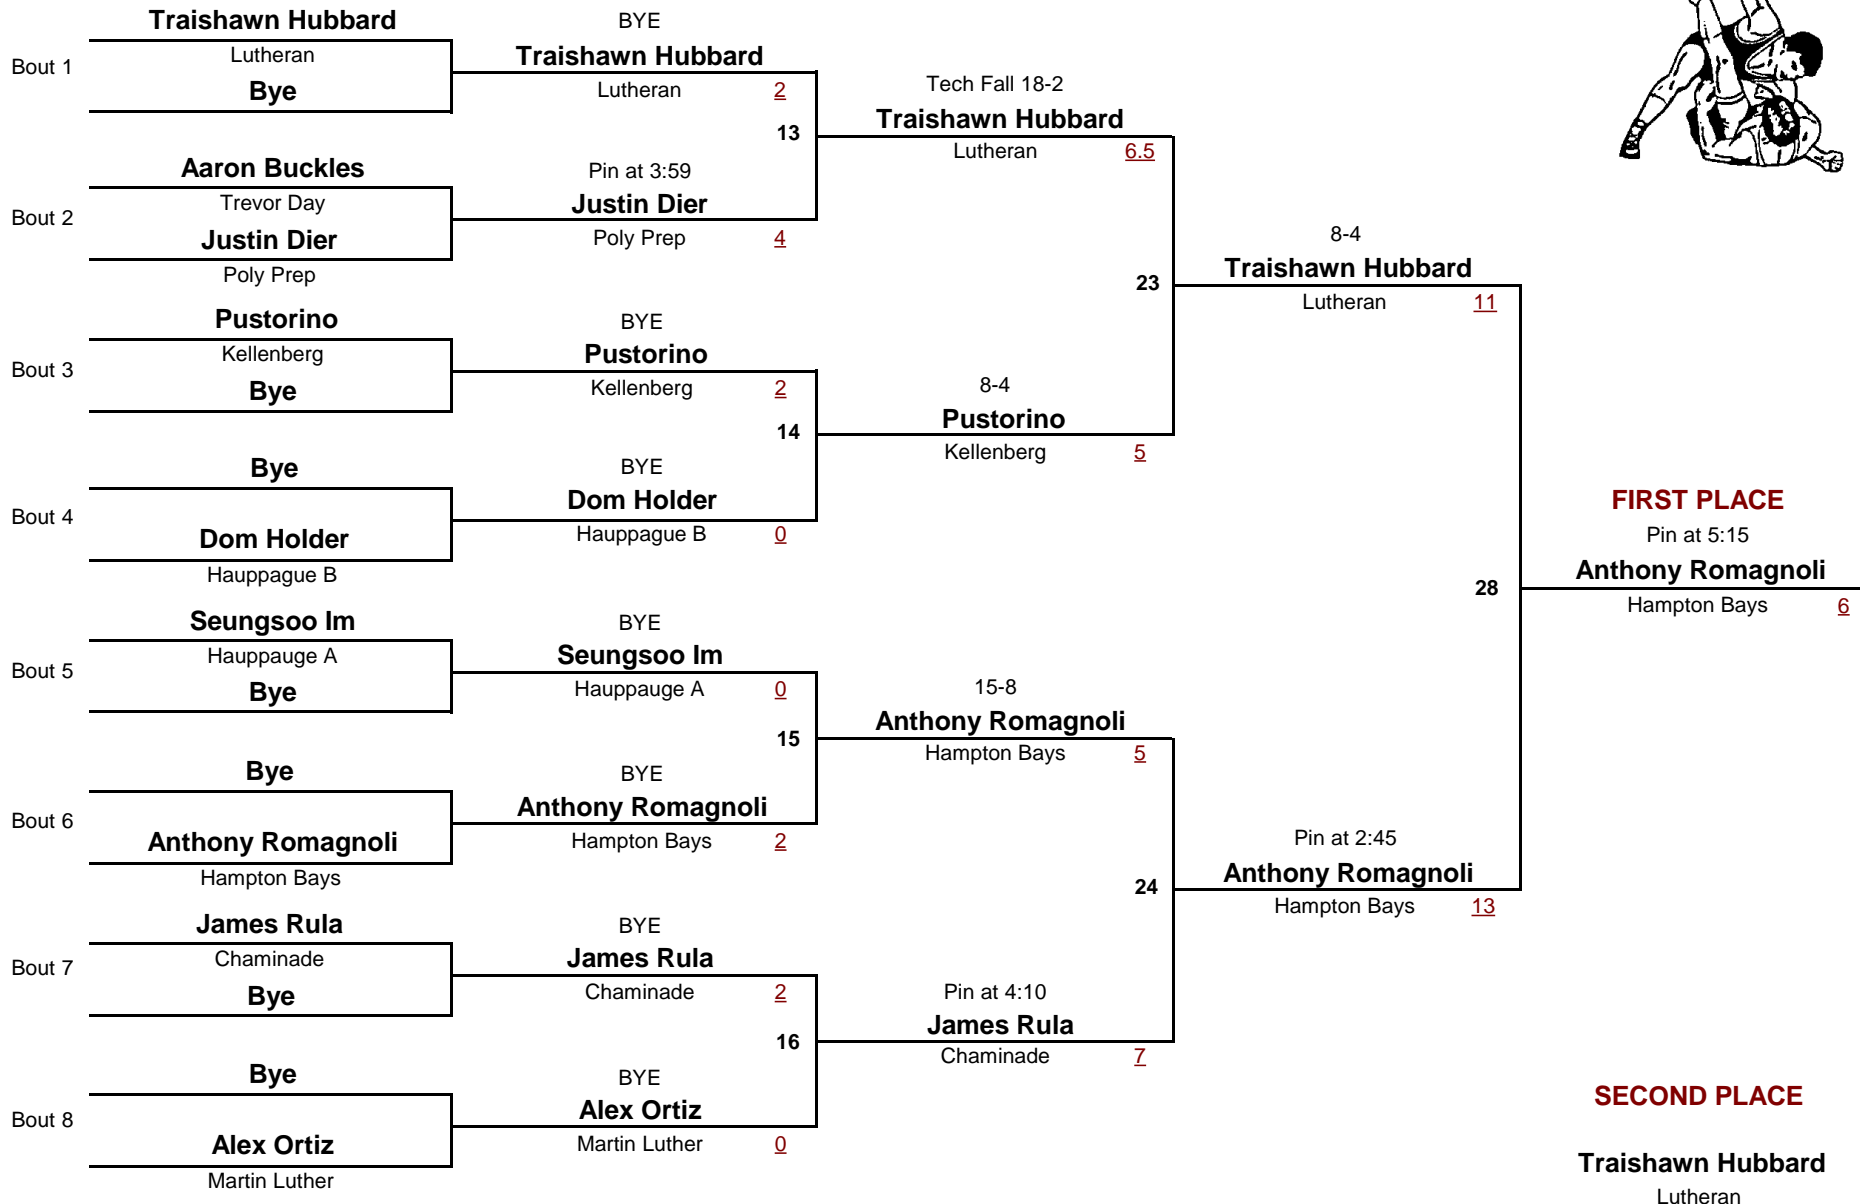 Traishawn Hubbard
Bout 1
Lutheran
Bye
Aaron Buckles
Bout 2
Trevor Day
Justin Dier
Poly Prep
Pustorino
Bout 3
Kellenberg
Bye
Bye
Bout 4
Dom Holder
Hauppague B
Seungsoo Im
Bout 5
Hauppauge A
Bye
Bye
Bout 6
Anthony Romagnoli
Hampton Bays
James Rula
Bout 7
Chaminade
Bye
Bye
Bout 8
Alex Ortiz
Martin Luther
BYE
Traishawn Hubbard
Lutheran 2
13
Pin at 3:59
Justin Dier
Poly Prep 4
BYE
Pustorino
Kellenberg 2
14
BYE
Dom Holder
Hauppague B 0
BYE
Seungsoo Im
Hauppauge A 0
15
BYE
Anthony Romagnoli
Hampton Bays 2
BYE
James Rula
Chaminade 2
16
BYE
Alex Ortiz
Martin Luther 0
Tech Fall 18-2
Traishawn Hubbard
Lutheran 6.5
23
8-4
Pustorino
Kellenberg 5
15-8
Anthony Romagnoli
Hampton Bays 5
24
Pin at 4:10
James Rula
Chaminade 7
8-4
Traishawn Hubbard
Lutheran 11
28
Pin at 2:45
Anthony Romagnoli
Hampton Bays 13
FIRST PLACE
Pin at 5:15
Anthony Romagnoli
Hampton Bays 6
SECOND PLACE
Traishawn Hubbard
Lutheran